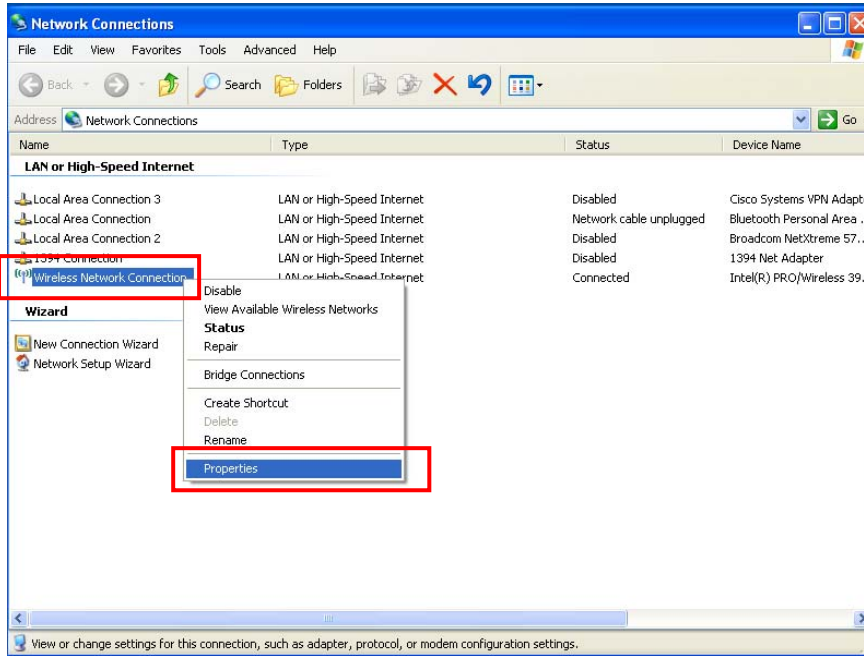 Network Connections
File Edit View Favorites Tools Advanced Help
Back Search Folders
Address Network Connections Go
Name Type Status Device Name
LAN or High-Speed Internet
Local Area Connection 3 LAN or High-Speed Internet Disabled Cisco Systems VPN Adapt
Local Area Connection LAN or High-Speed Internet Network cable unplugged Bluetooth Personal Area .
Local Area Connection 2 LAN or High-Speed Internet Disabled Broadcom NetXtreme 57..
1394 Connection LAN or High-Speed Internet Disabled 1394 Net Adapter
Wireless Network Connection LAN or High-Speed Internet Connected Intel(R) PRO/Wireless 39.
Disable
View Available Wireless Networks
Status
Repair
Bridge Connections
Create Shortcut
Delete
Rename
Properties
Wizard
New Connection Wizard
Network Setup Wizard
View or change settings for this connection, such as adapter, protocol, or modem configuration settings.